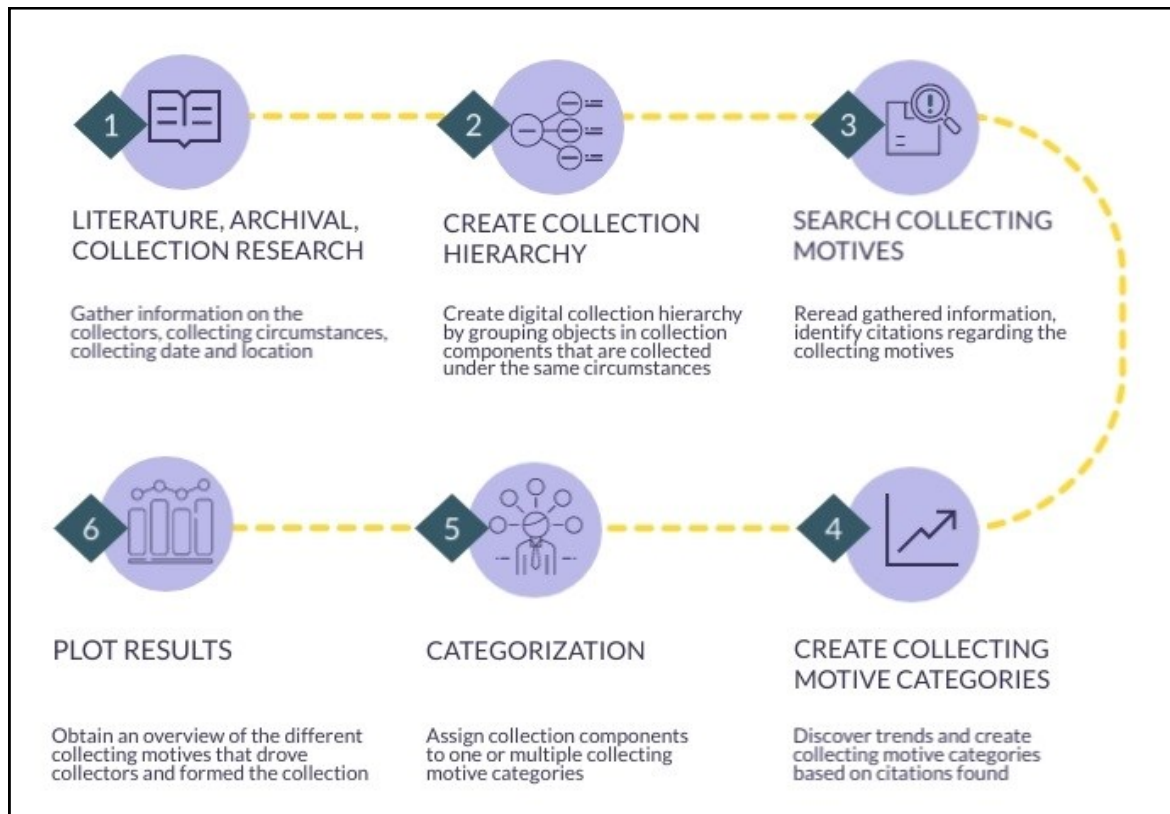 1
LITERATURE, ARCHIVAL,
COLLECTION RESEARCH
Gather information on the
collectors, collecting circumstances,
collecting date and location
2
CREATE COLLECTION
HIERARCHY
Create digital collection hierarchy
by grouping objects in collection
components that are collected
under the same circumstances
3
SEARCH COLLECTING
MOTIVES
Reread gathered information,
identify citations regarding the
collecting motives
4
CREATE COLLECTING
MOTIVE CATEGORIES
Discover trends and create
collecting motive categories
based on citations found
5
CATEGORIZATION
Assign collection components
to one or multiple collecting
motive categories
6
PLOT RESULTS
Obtain an overview of the different
collecting motives that drove
collectors and formed the collection